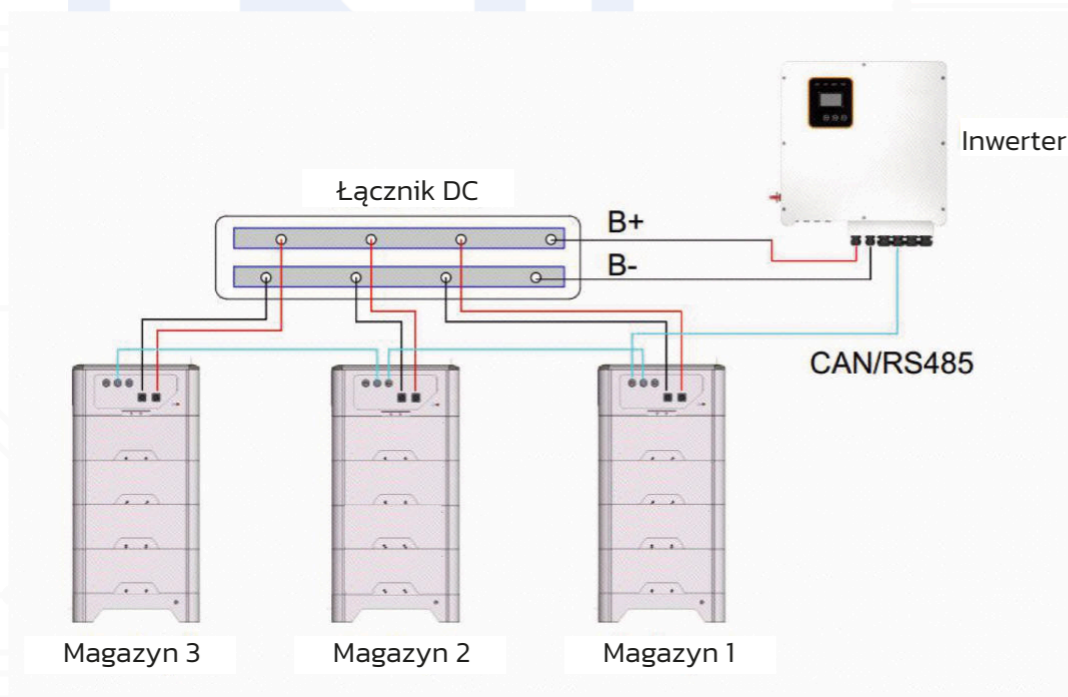 Inwerter
Łącznik DC
B+
B-
CAN/RS485
Magazyn 3
Magazyn 2
Magazyn 1